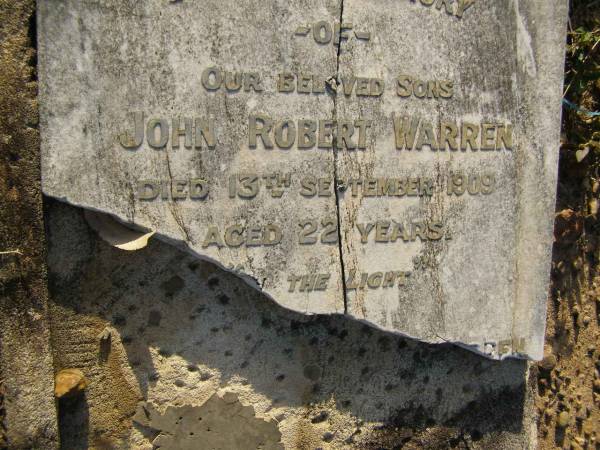 -OF-
OUR BELOVED SONS
JOHN ROBERT WARREN
DIED 13TH SEPTEMBER 1909
AGED 22 YEARS.
THE LIGHT